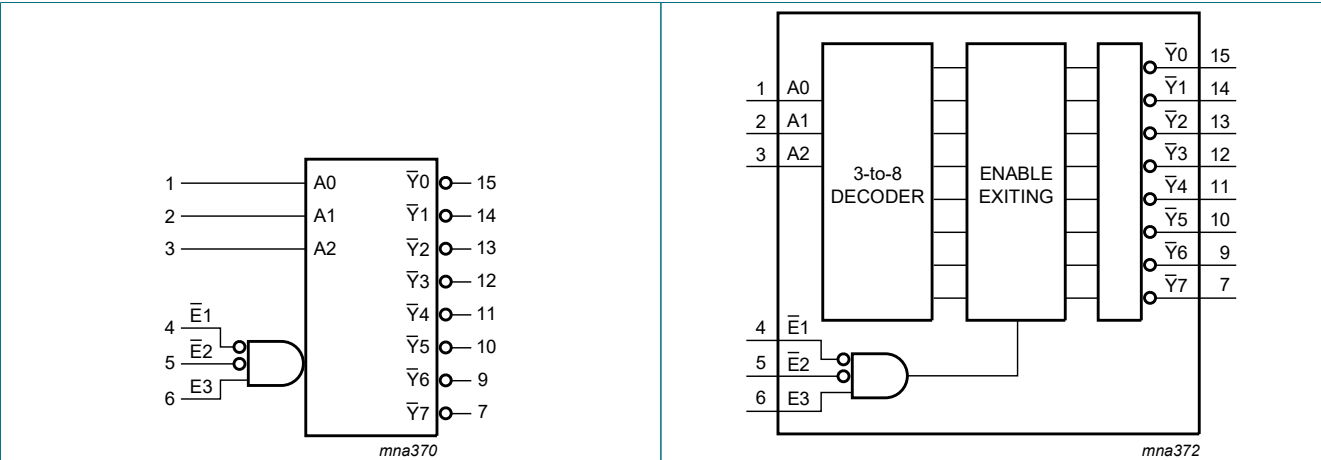 1 A0 Y̅0 15
2 A1 Y̅1 14
3 A2 Y̅2 13
Y̅3 12
4 E̅1 Y̅4 11
5 E̅2 Y̅5 10
6 E3 Y̅6 9
Y̅7 7
mna370
Y̅0 15
1 A0 Y̅1 14
2 A1 Y̅2 13
3 A2 Y̅3 12
3-to-8 ENABLE Y̅4 11
DECODER EXITING Y̅5 10
Y̅6 9
Y̅7 7
4 E̅1
5 E̅2
6 E3
mna372